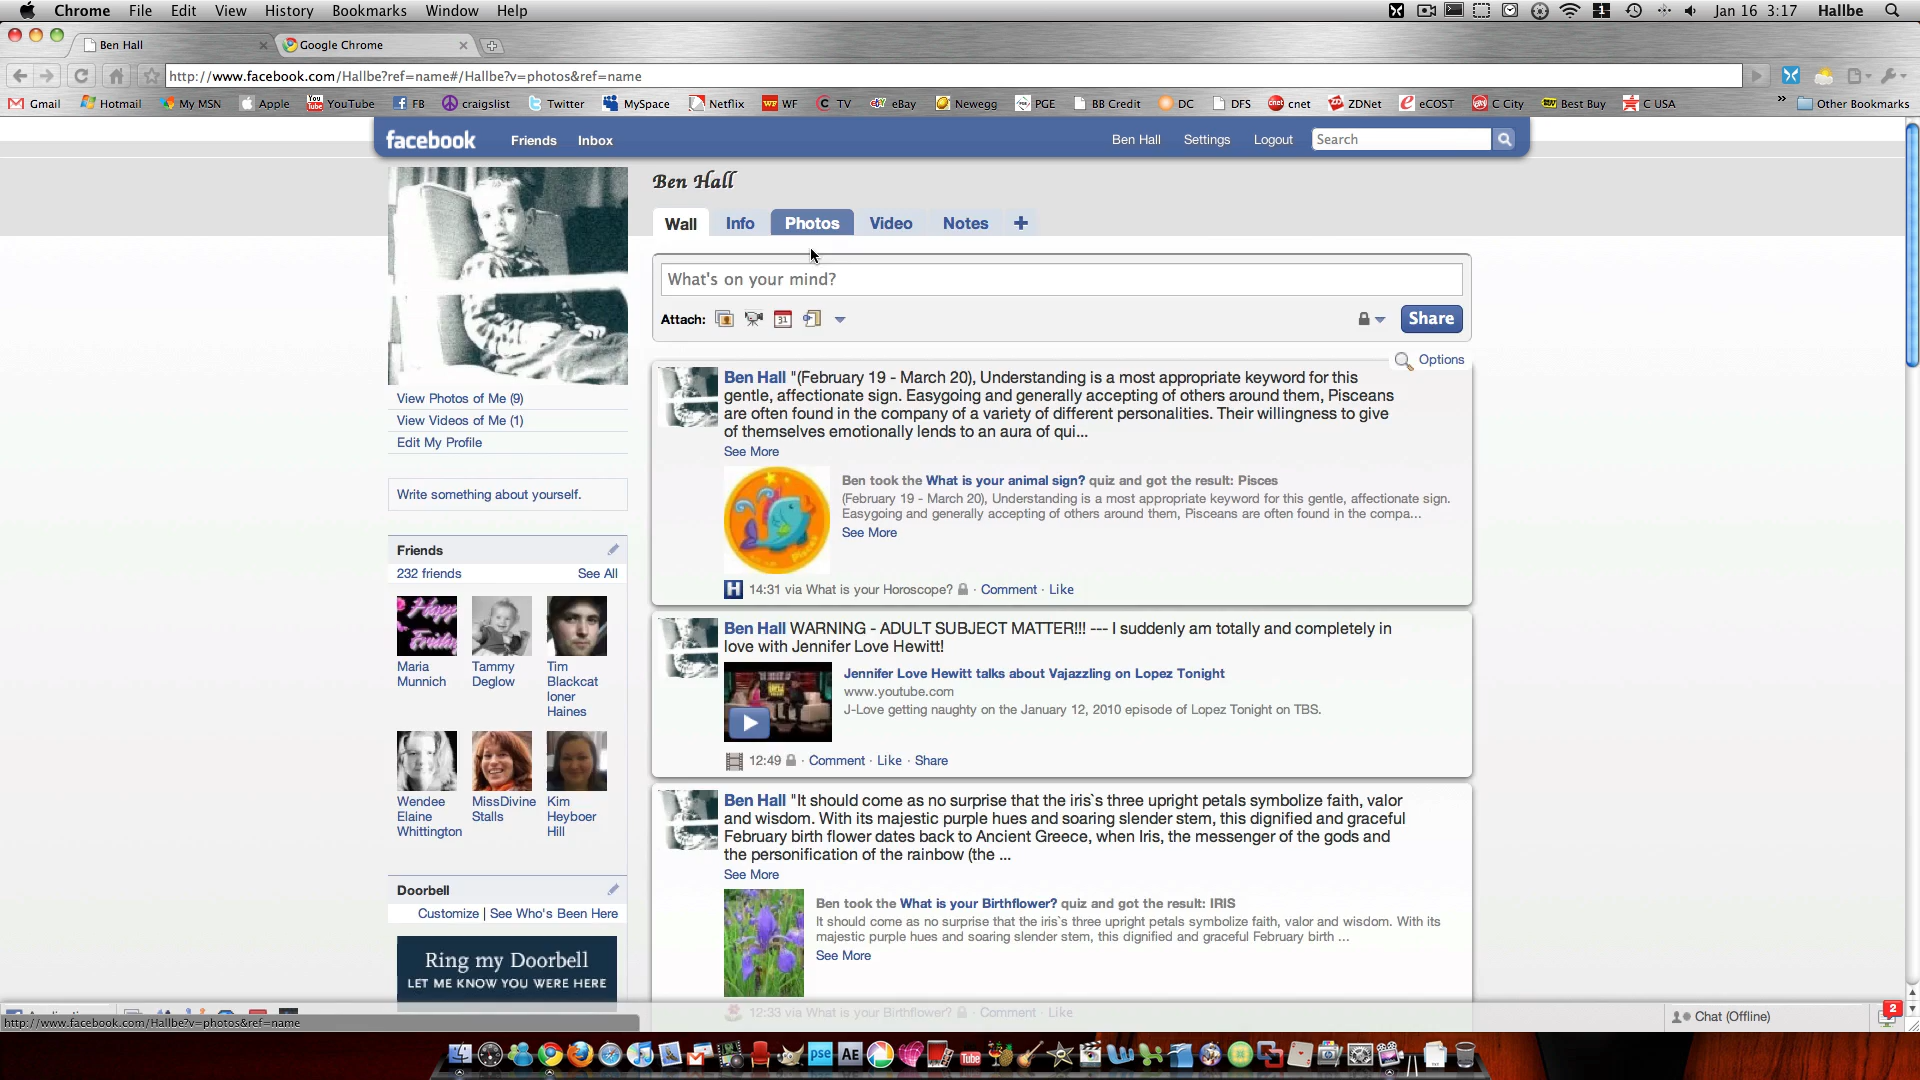 Chrome File Edit View History Bookmarks Window Help
1 Jan 16 3:17 Hallbe
Ben Hall Google Chrome
http://www.facebook.com/Hallbe?ref=name#/Hallbe?v=photos&ref=name
Gmail Hotmail My MSN Apple YouTube FB craigslist Twitter MySpace Netflix WF TV eBay Newegg PGE BB Credit DC DFS cnet ZDNet eCOST C City Best Buy C USA » Other Bookmarks
facebook Friends Inbox Ben Hall Settings Logout Search
Ben Hall
Wall Info Photos Video Notes +
What's on your mind?
Attach: 31 Share
Options
View Photos of Me (9)
View Videos of Me (1)
Edit My Profile
Write something about yourself.
Friends
232 friends See All
Maria Munnich
Tammy Deglow
Tim Blackcat loner Haines
Wendee Elaine Whittington
MissDivine Stalls
Kim Heyboer Hill
Doorbell
Customize | See Who's Been Here
Ring my Doorbell
LET ME KNOW YOU WERE HERE
Ben Hall "(February 19 - March 20), Understanding is a most appropriate keyword for this
gentle, affectionate sign. Easygoing and generally accepting of others around them, Pisceans
are often found in the company of a variety of different personalities. Their willingness to give
of themselves emotionally lends to an aura of qui...
See More
Ben took the What is your animal sign? quiz and got the result: Pisces
(February 19 - March 20), Understanding is a most appropriate keyword for this gentle, affectionate sign.
Easygoing and generally accepting of others around them, Pisceans are often found in the compa...
See More
H 14:31 via What is your Horoscope? · Comment · Like
Ben Hall WARNING - ADULT SUBJECT MATTER!!! --- I suddenly am totally and completely in
love with Jennifer Love Hewitt!
Jennifer Love Hewitt talks about Vajazzling on Lopez Tonight
www.youtube.com
J-Love getting naughty on the January 12, 2010 episode of Lopez Tonight on TBS.
12:49 · Comment · Like · Share
Ben Hall "It should come as no surprise that the iris`s three upright petals symbolize faith, valor
and wisdom. With its majestic purple hues and soaring slender stem, this dignified and graceful
February birth flower dates back to Ancient Greece, when Iris, the messenger of the gods and
the personification of the rainbow (the ...
See More
Ben took the What is your Birthflower? quiz and got the result: IRIS
It should come as no surprise that the iris`s three upright petals symbolize faith, valor and wisdom. With its
majestic purple hues and soaring slender stem, this dignified and graceful February birth ...
See More
12:33 via What is your Birthflower? · Comment · Like
http://www.facebook.com/Hallbe?v=photos&ref=name
Chat (Offline) 2
pse AE